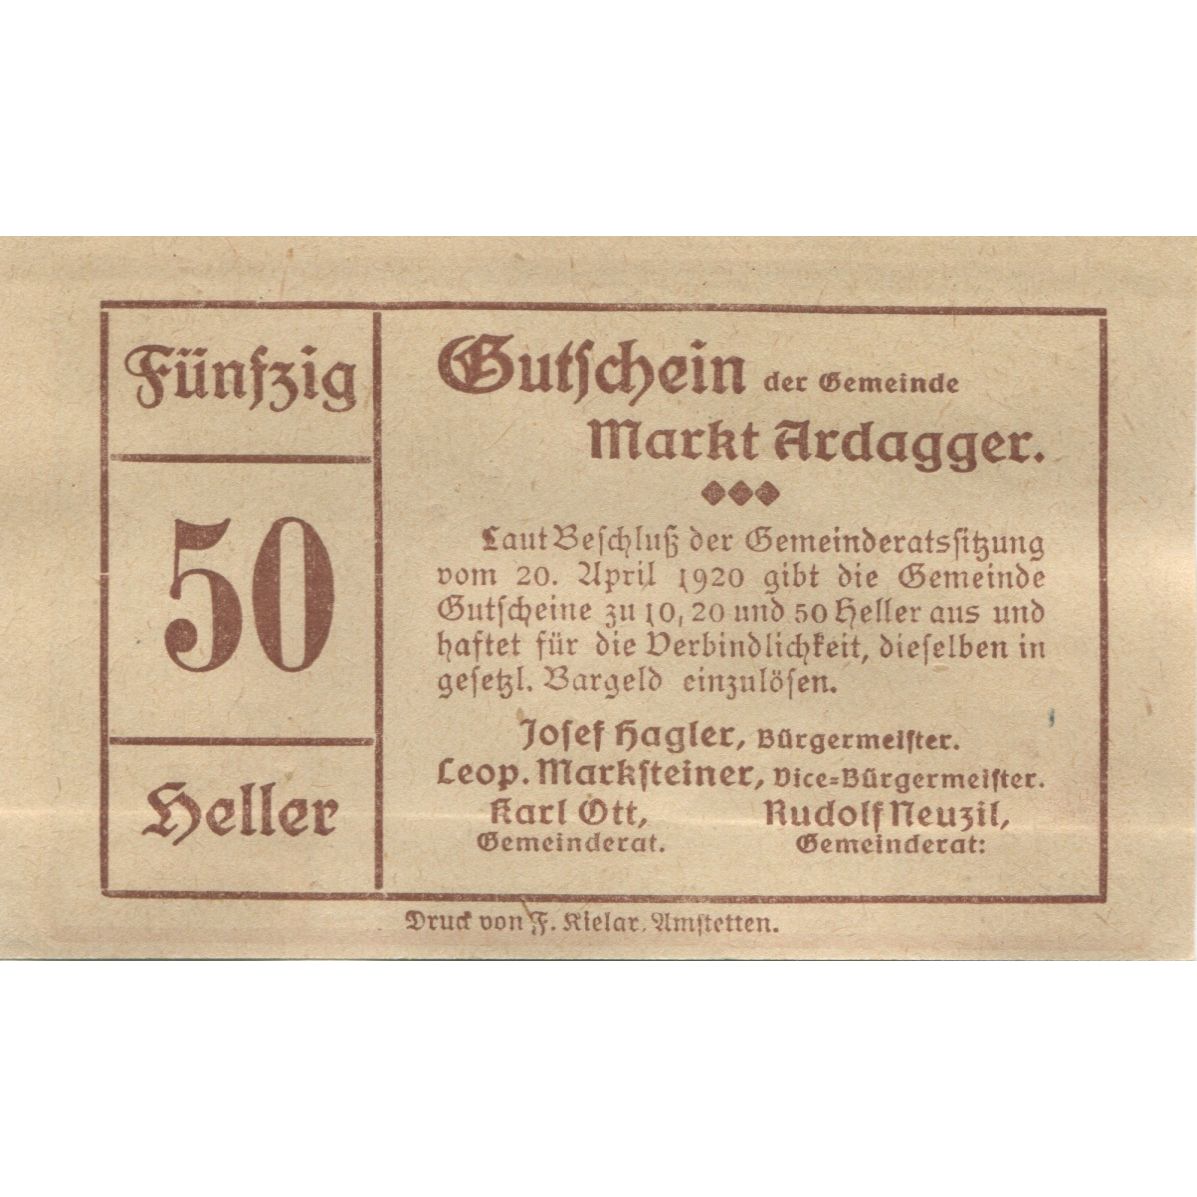 Fünfzig
50
Heller
Gutschein der Gemeinde
Markt Ardagger.
Laut Beschluß der Gemeinderatssitzung
vom 20. April 1920 gibt die Gemeinde
Gutscheine zu 10, 20 und 50 Heller aus und
haftet für die Verbindlichkeit, dieselben in
gesetzl. Bargeld einzulösen.
Josef Hagler, Bürgermeister.
Leop. Marksteiner, Vice-Bürgermeister.
Karl Ott, Rudolf Neuzil,
Gemeinderat. Gemeinderat:
Druck von F. Kielar, Amstetten.